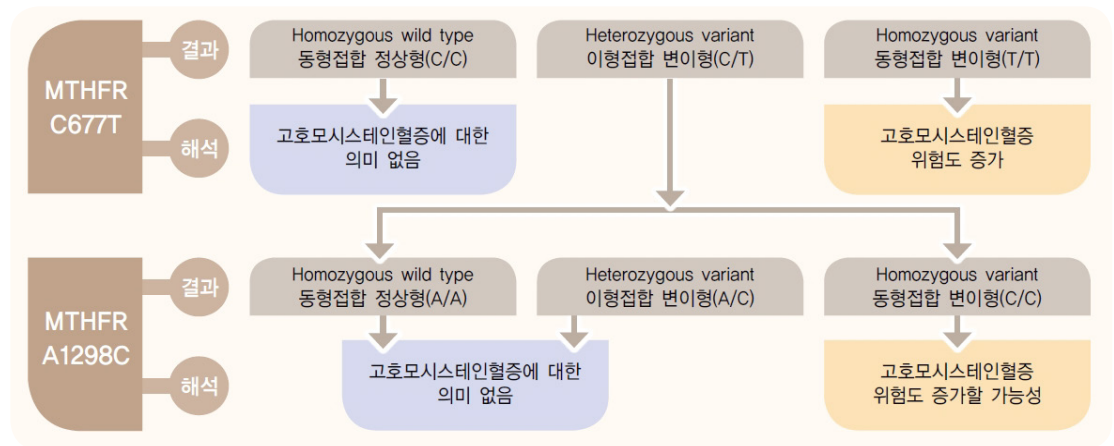 MTHFR
C677T
결과
해석
Homozygous wild type
동형접합 정상형(C/C)
Heterozygous variant
이형접합 변이형(C/T)
Homozygous variant
동형접합 변이형(T/T)
고호모시스테인혈증에 대한
의미 없음
고호모시스테인혈증
위험도 증가
MTHFR
A1298C
결과
해석
Homozygous wild type
동형접합 정상형(A/A)
Heterozygous variant
이형접합 변이형(A/C)
Homozygous variant
동형접합 변이형(C/C)
고호모시스테인혈증에 대한
의미 없음
고호모시스테인혈증
위험도 증가할 가능성